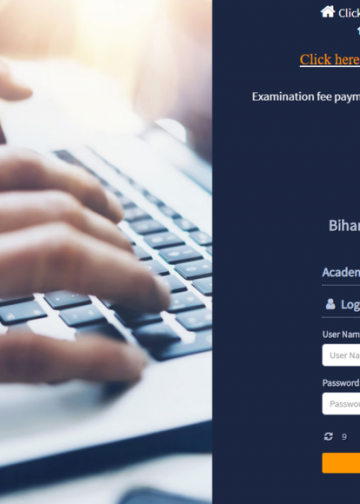 Click
Click here
Examination fee paym
Bihar
Academ
Log
User Nam
User Na
Password
Passwo
9